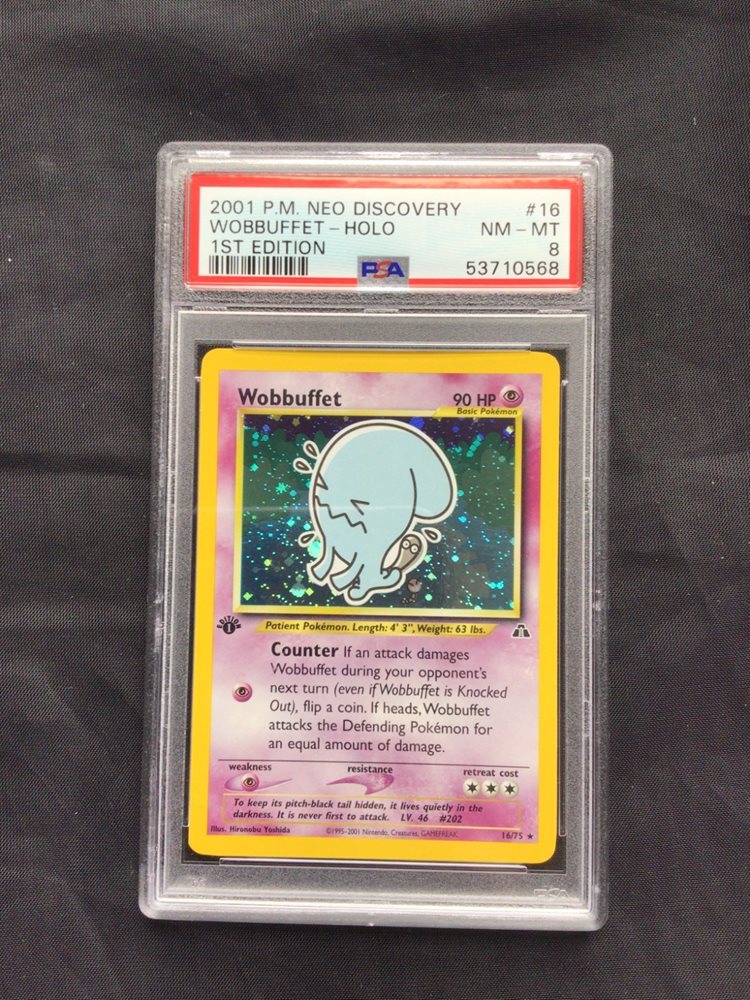 2001 P.M. NEO DISCOVERY #16
WOBBUFFET - HOLO NM - MT
1ST EDITION 8
PSA 53710568
Wobbuffet 90 HP
Basic Pokémon
Patient Pokémon. Length: 4' 3", Weight: 63 lbs.
EDITION 1
Counter If an attack damages
Wobbuffet during your opponent's
next turn (even if Wobbuffet is Knocked
Out), flip a coin. If heads, Wobbuffet
attacks the Defending Pokémon for
an equal amount of damage.
weakness resistance retreat cost
To keep its pitch-black tail hidden, it lives quietly in the
darkness. It is never first to attack. LV. 46 #202
Illus. Hironobu Yoshida ©1995-2001 Nintendo, Creatures, GAMEFREAK. 16/75 ★
PSA